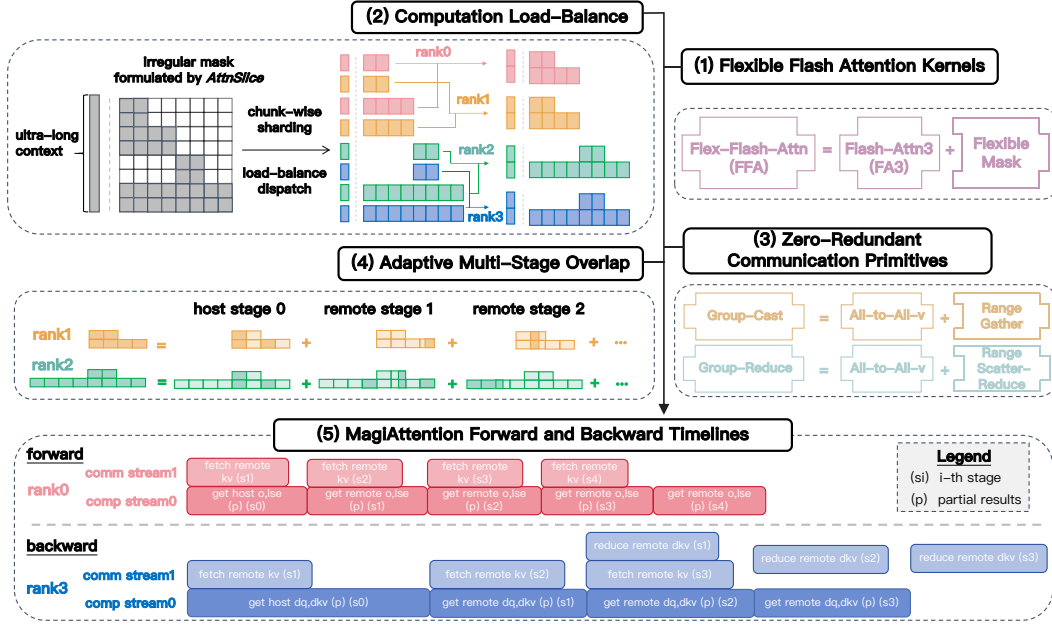 (2) Computation Load-Balance
Irregular mask
formulated by AttnSlice
ultra-long
context
chunk-wise
sharding
load-balance
dispatch
rank0
rank1
rank2
rank3
(1) Flexible Flash Attention Kernels
Flex-Flash-Attn
(FFA)
=
Flash-Attn3
(FA3)
+
Flexible
Mask
(4) Adaptive Multi-Stage Overlap
host stage 0
remote stage 1
remote stage 2
rank1
=
+
+
+ ...
rank2
=
+
+
+ ...
(3) Zero-Redundant
Communication Primitives
Group-Cast
=
All-to-All-v
+
Range
Gather
Group-Reduce
=
All-to-All-v
+
Range
Scatter-
Reduce
(5) MagiAttention Forward and Backward Timelines
forward
rank0
comm stream1
fetch remote
kv (s1)
fetch remote
kv (s2)
fetch remote
kv (s3)
fetch remote
kv (s4)
comp stream0
get host o,lse
(p) (s0)
get remote o,lse
(p) (s1)
get remote o,lse
(p) (s2)
get remote o,lse
(p) (s3)
get remote o,lse
(p) (s4)
Legend
(si) i-th stage
(p) partial results
backward
rank3
reduce remote dkv (s1)
reduce remote dkv (s2)
reduce remote dkv (s3)
comm stream1
fetch remote kv (s1)
fetch remote kv (s2)
fetch remote kv (s3)
comp stream0
get host dq,dkv (p) (s0)
get remote dq,dkv (p) (s1)
get remote dq,dkv (p) (s2)
get remote dq,dkv (p) (s3)